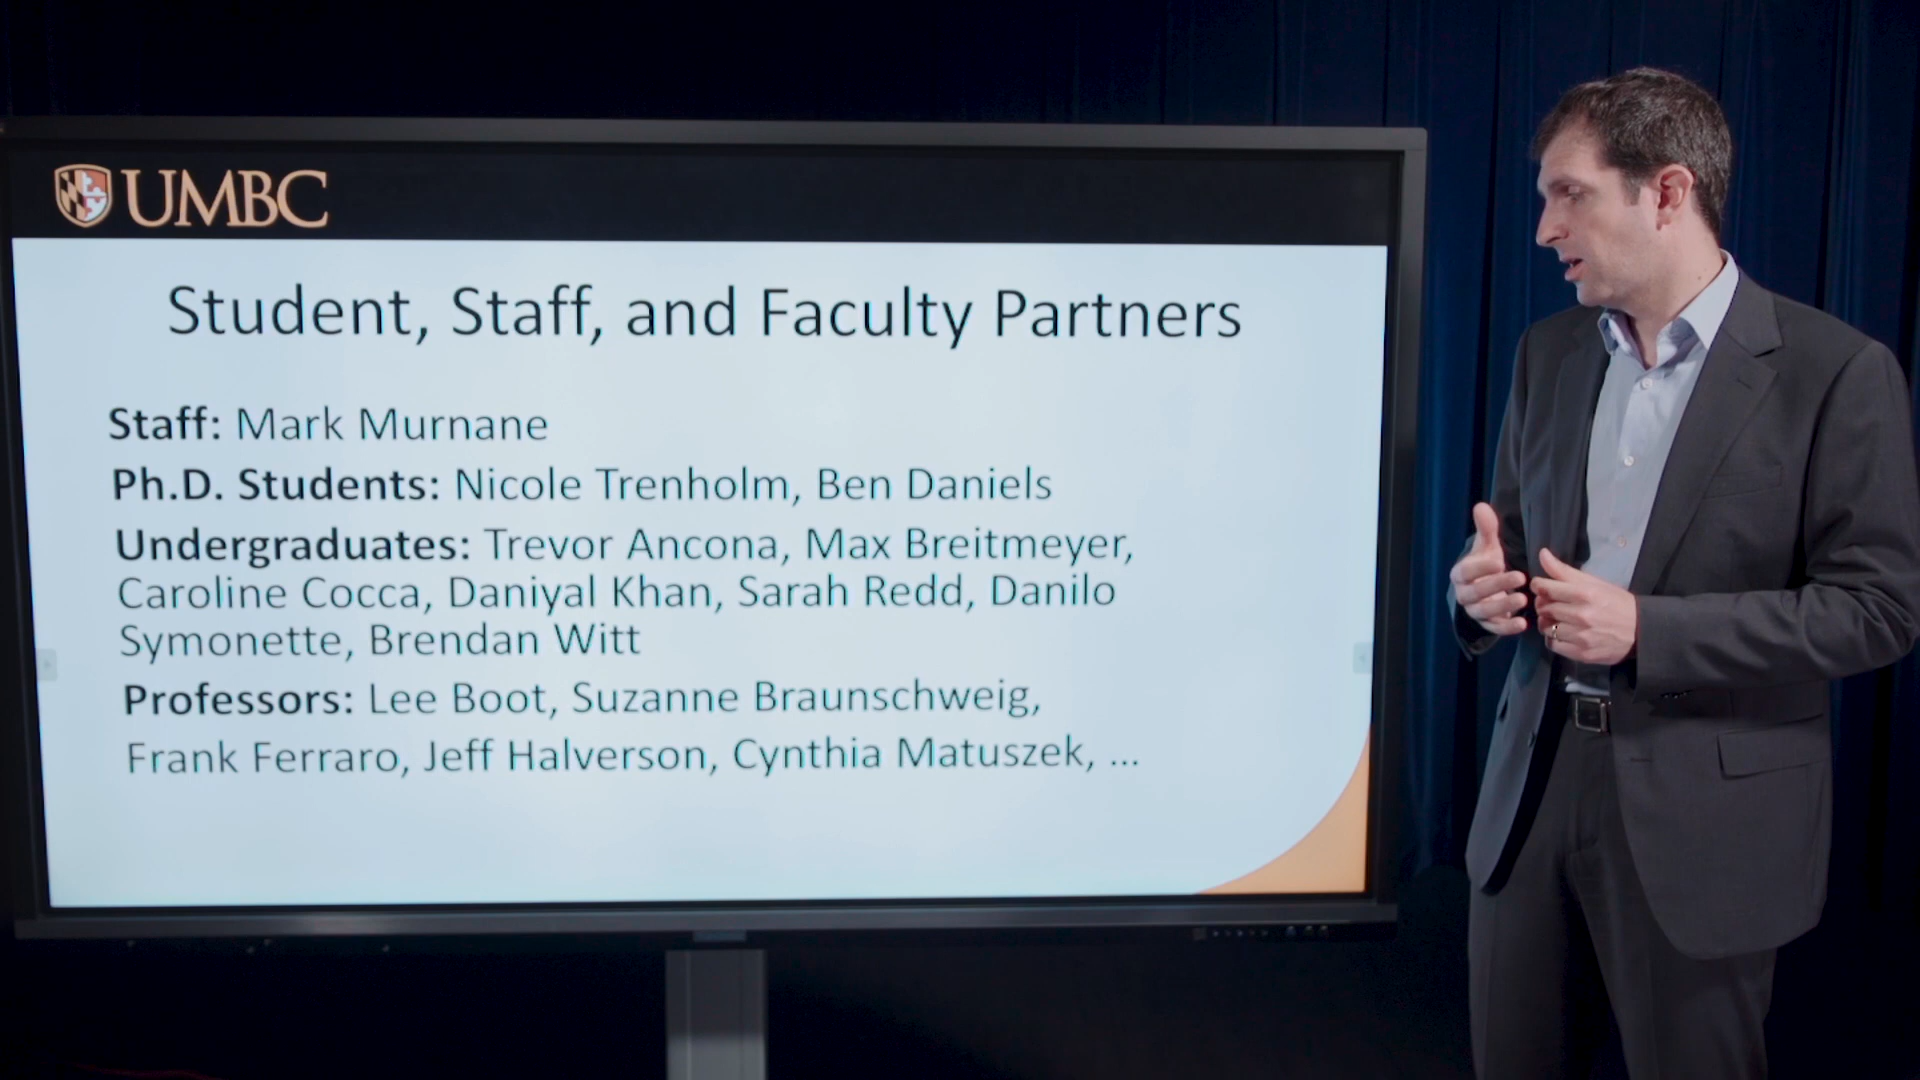 UMBC
Student, Staff, and Faculty Partners
Staff: Mark Murnane
Ph.D. Students: Nicole Trenholm, Ben Daniels
Undergraduates: Trevor Ancona, Max Breitmeyer,
Caroline Cocca, Daniyal Khan, Sarah Redd, Danilo
Symonette, Brendan Witt
Professors: Lee Boot, Suzanne Braunschweig,
Frank Ferraro, Jeff Halverson, Cynthia Matuszek, ...